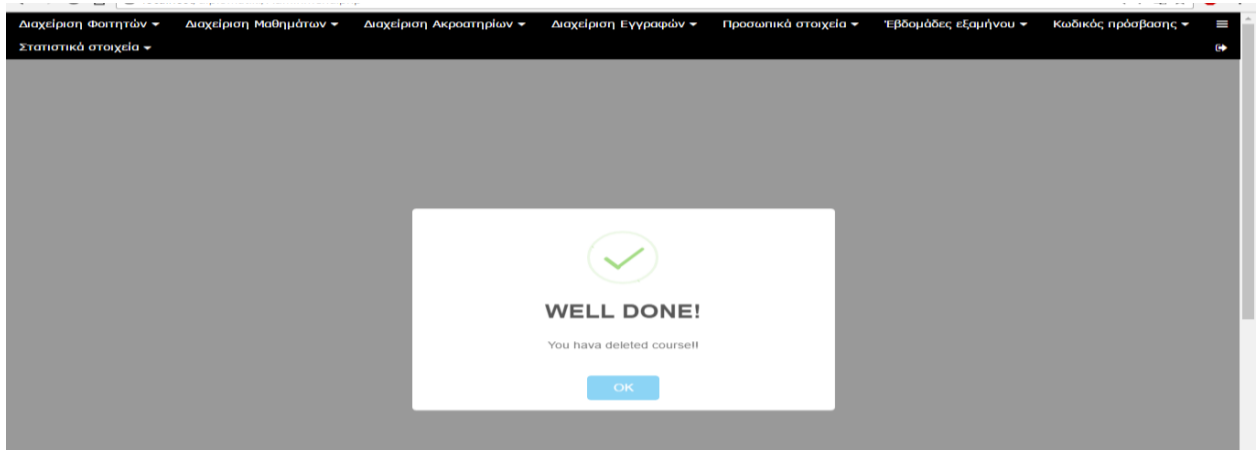 Διαχείριση Φοιτητών Διαχείριση Μαθημάτων Διαχείριση Ακροατηρίων Διαχείριση Εγγραφών Προσωπικά στοιχεία Έβδομάδες εξαμήνου Κωδικός πρόσβασης
Στατιστικά στοιχεία
WELL DONE!
You hava deleted course!!
OK